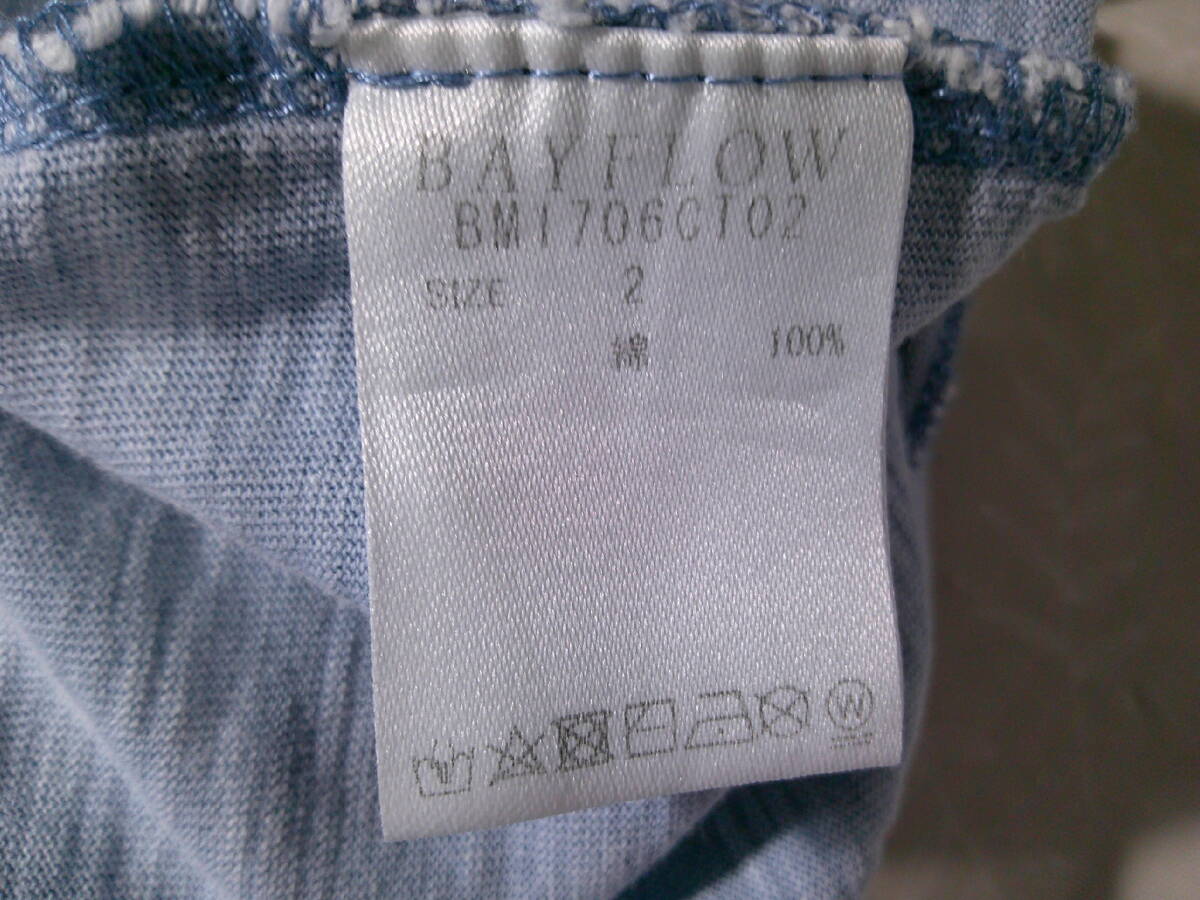 BAYFLOW
BM1706CT02
SIZE 2
綿 100%
W